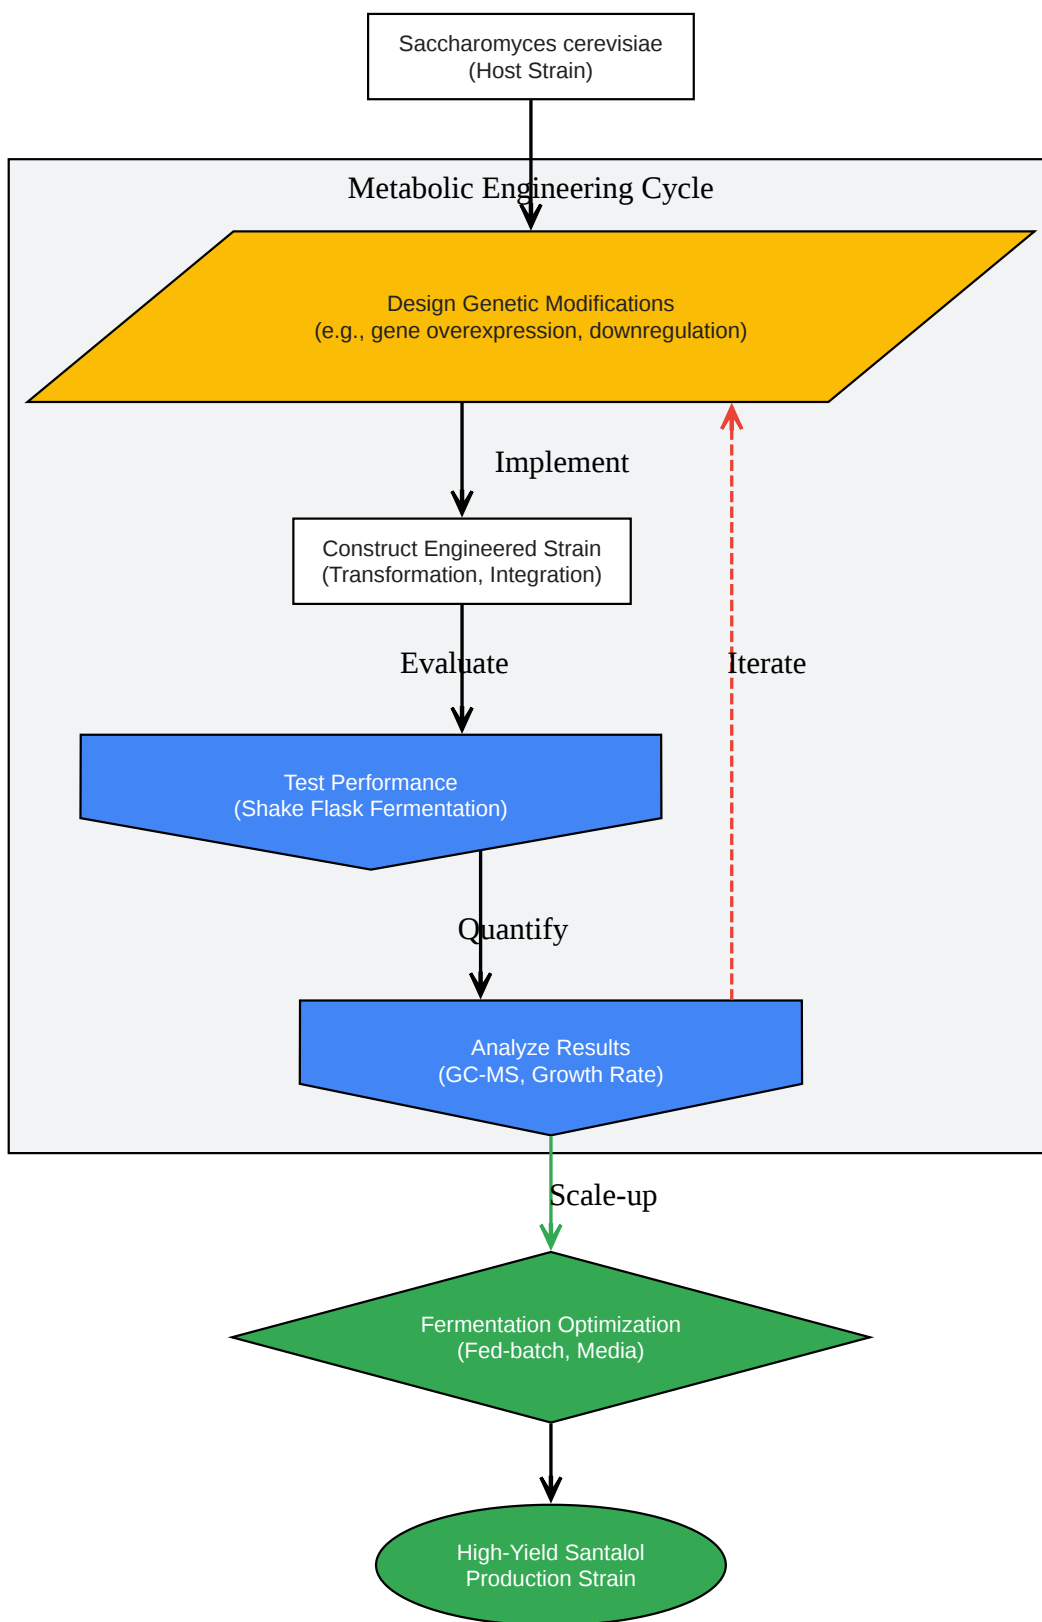 Saccharomyces cerevisiae
(Host Strain)
Metabolic Engineering Cycle
Design Genetic Modifications
(e.g., gene overexpression, downregulation)
Implement
Construct Engineered Strain
(Transformation, Integration)
Evaluate
Iterate
Test Performance
(Shake Flask Fermentation)
Quantify
Analyze Results
(GC-MS, Growth Rate)
Scale-up
Fermentation Optimization
(Fed-batch, Media)
High-Yield Santalol
Production Strain